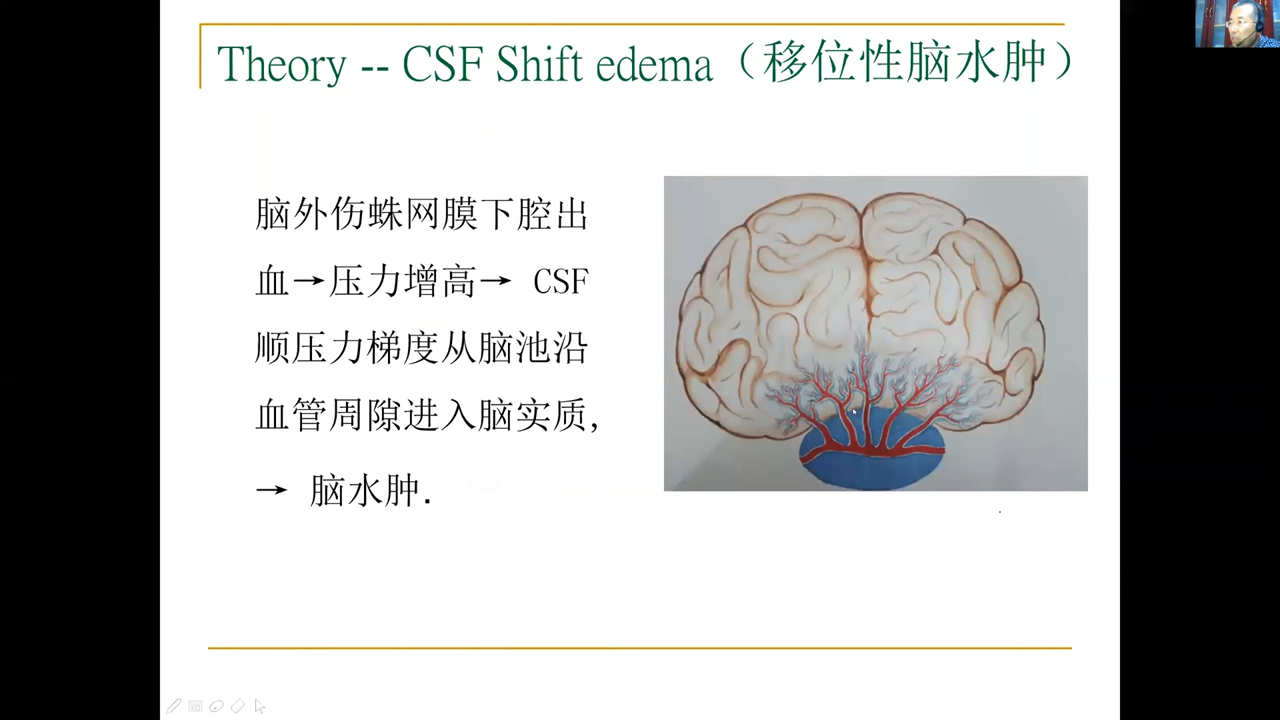 Theory -- CSF Shift edema（移位性脑水肿）
脑外伤蛛网膜下腔出
血→压力增高→ CSF
顺压力梯度从脑池沿
血管周隙进入脑实质,
→ 脑水肿.